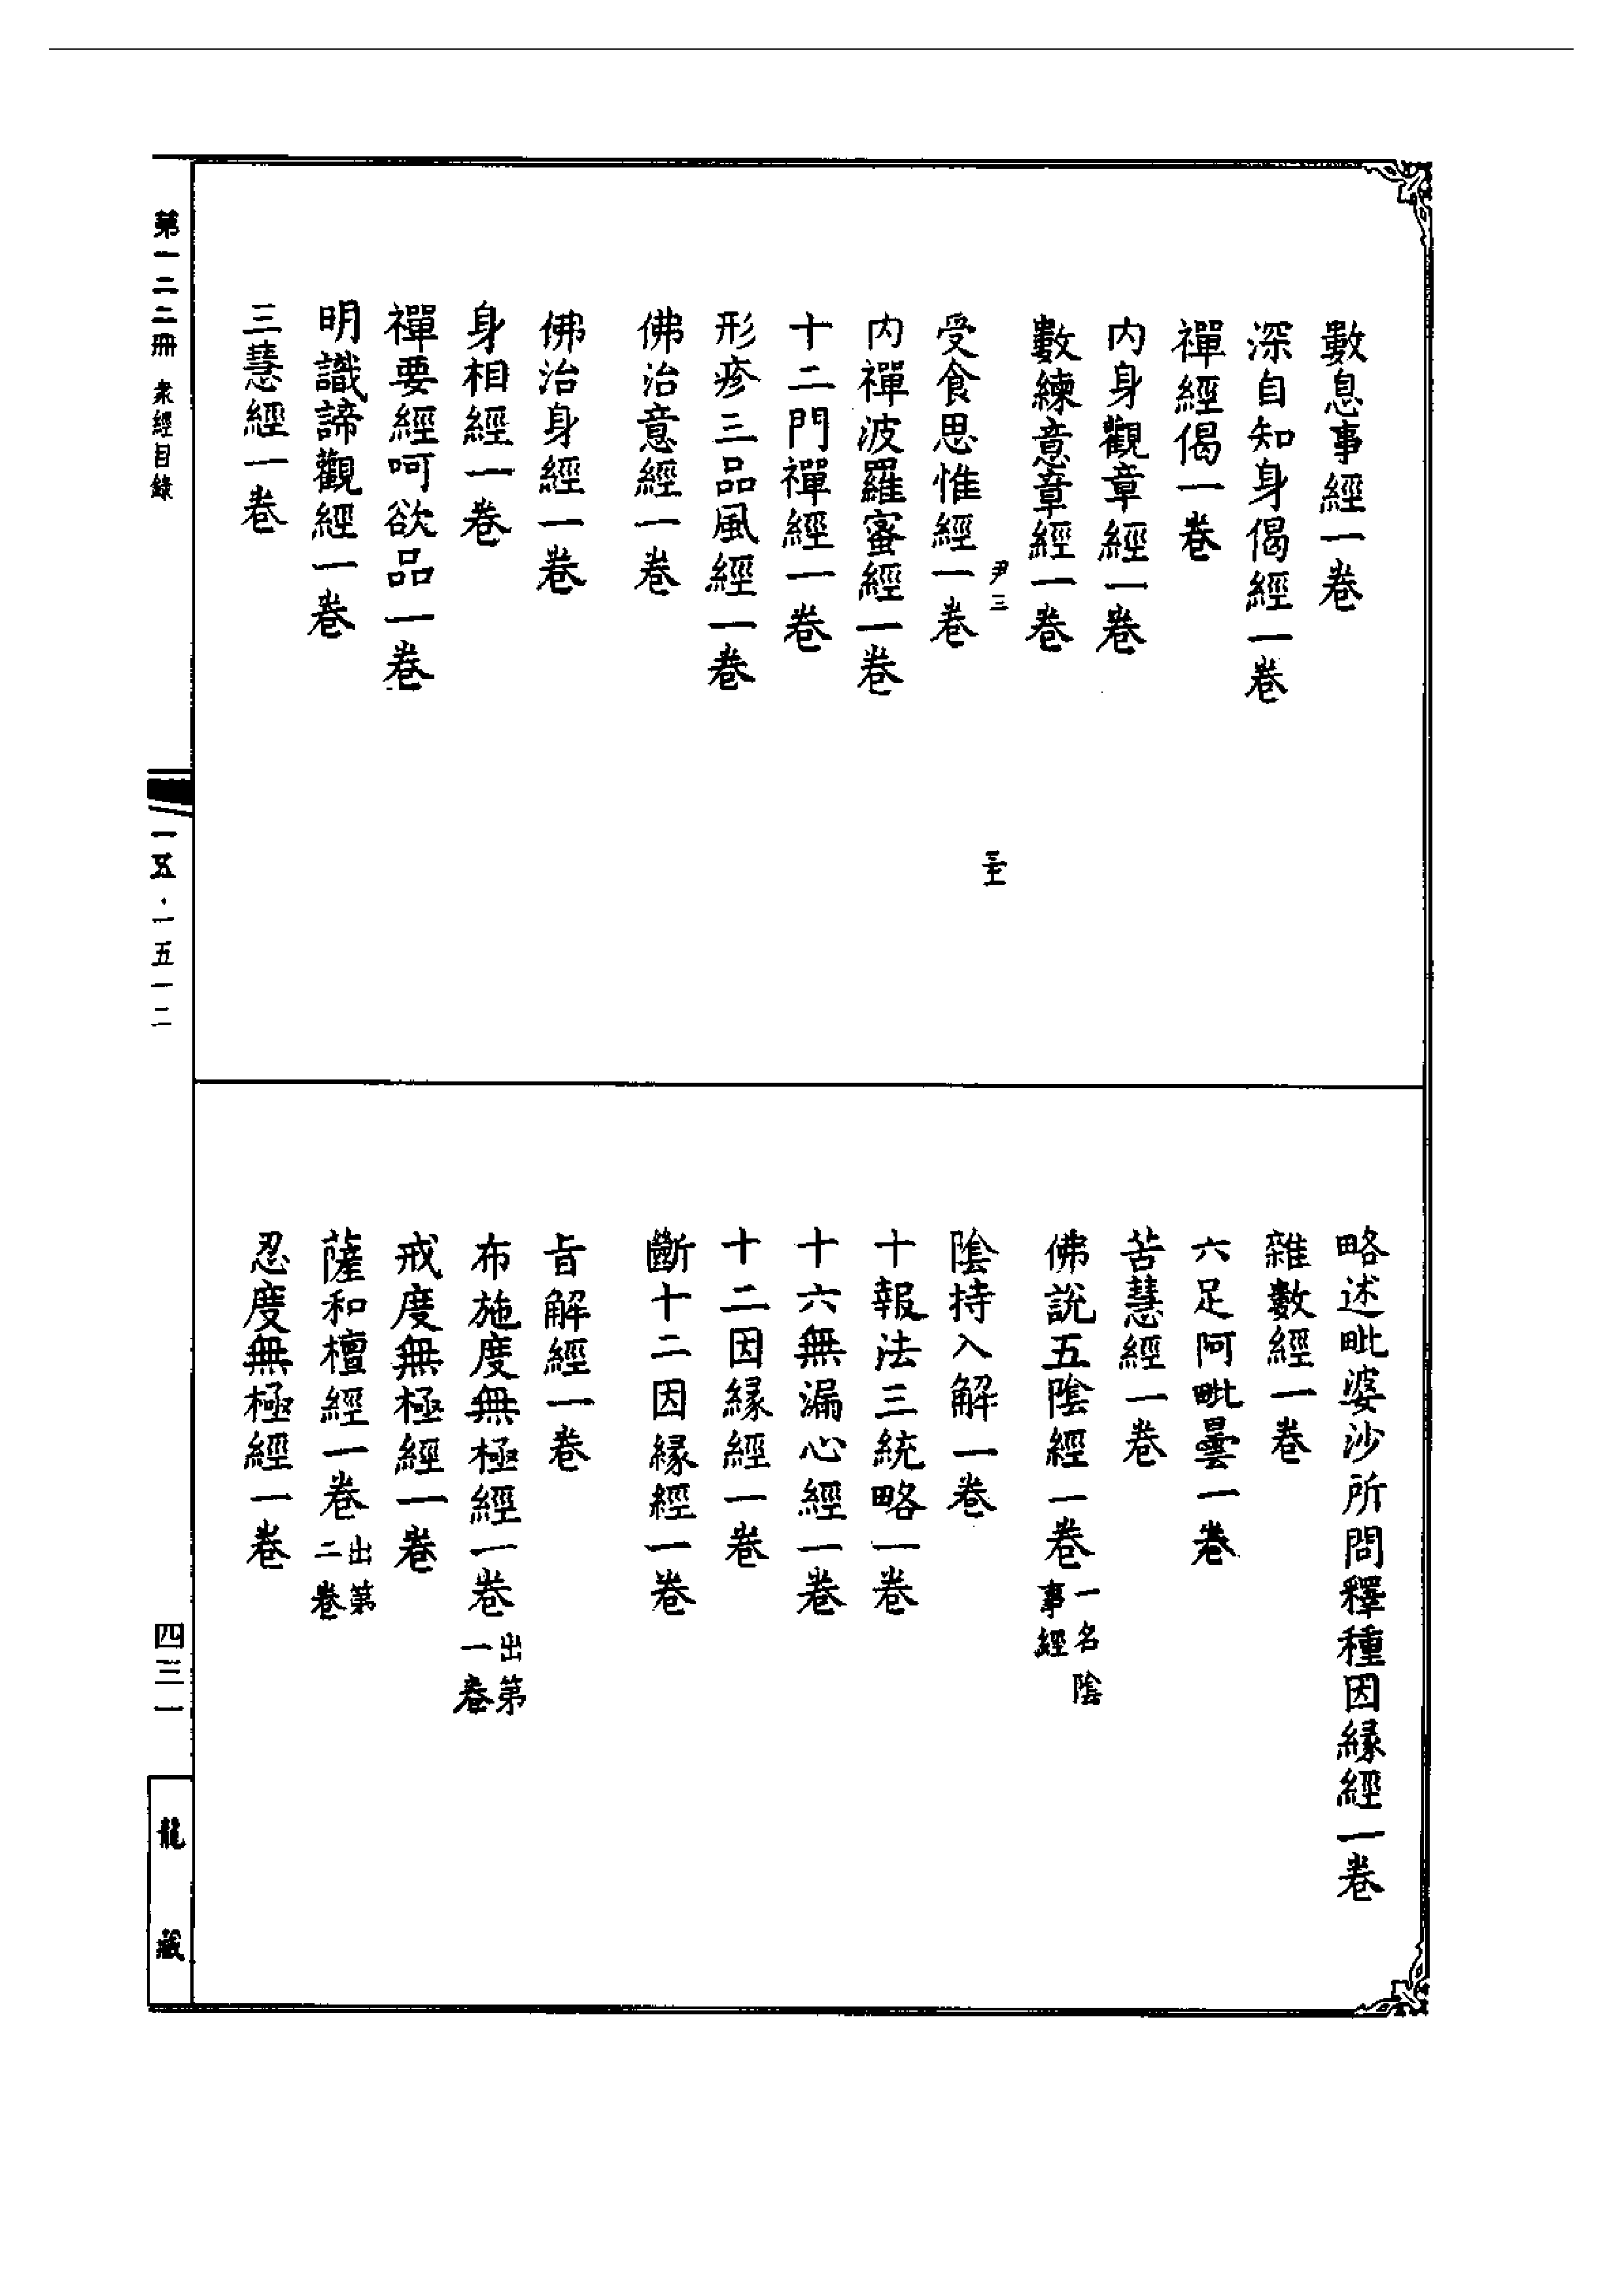 數息事經一卷
深自知身偈經一卷
禪經偈一卷
内身觀章經一卷
數練意章經一卷
尹三
受食思惟經一卷
内禪波羅蜜經一卷
十二門禪經一卷
形疹三品風經一卷
佛治意經一卷
佛治身經一卷
身相經一卷
禪要經呵欲品一卷
明識諦觀經一卷
三慧經一卷
略述毗婆沙所問釋種因緣經一卷
雜數經一卷
六足阿毗曇一卷
苦慧經一卷
佛說五陰經一卷一名陰事經
陰持入解一卷
十報法三統略一卷
十六無漏心經一卷
十二因緣經一卷
斷十二因緣經一卷
旨解經一卷
布施度無極經一卷出第一卷
戒度無極經一卷
薩和檀經一卷出第二卷
忍度無極經一卷
第一二二冊 衆經目錄
一五·一五一二
四三一
龍藏